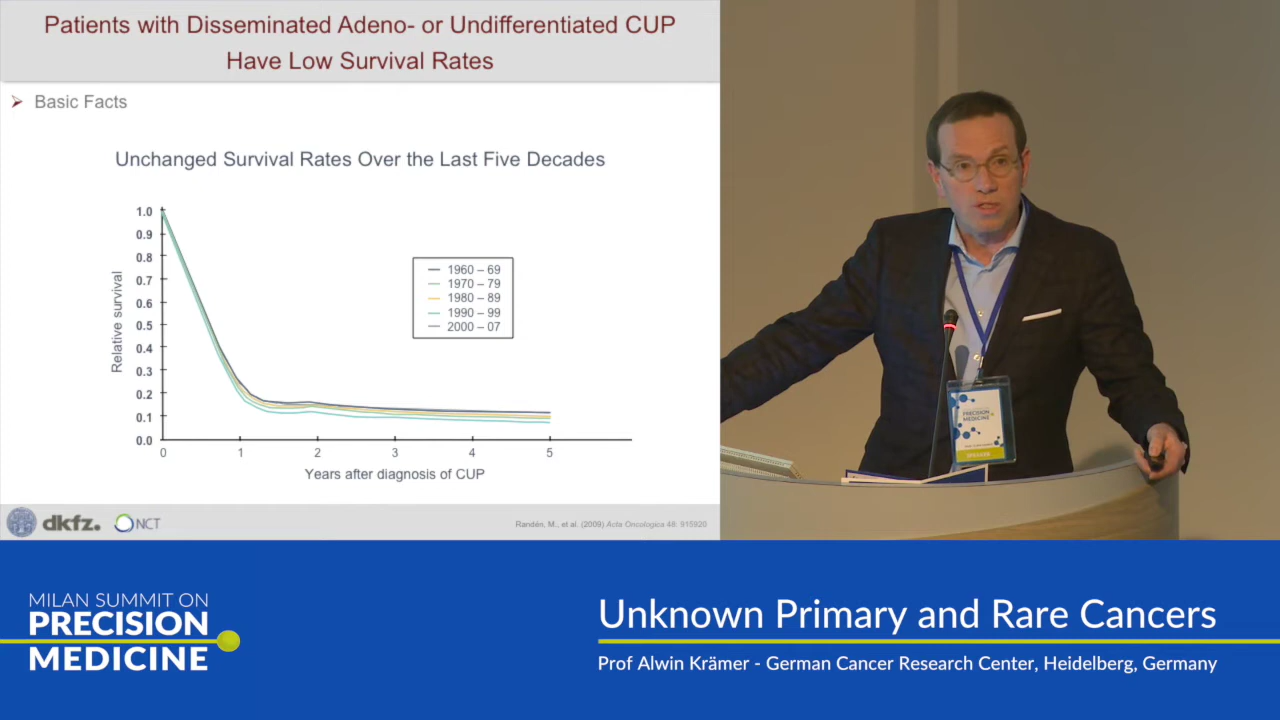 Patients with Disseminated Adeno- or Undifferentiated CUP
Have Low Survival Rates
Basic Facts
Unchanged Survival Rates Over the Last Five Decades
1.0
0.9
0.8
0.7
0.6
0.5
0.4
0.3
0.2
0.1
0.0
Relative survival
1960 – 69
1970 – 79
1980 – 89
1990 – 99
2000 – 07
0 1 2 3 4 5
Years after diagnosis of CUP
dkfz. NCT
Randén, M., et al. (2009) Acta Oncologica 48: 915920
PRECISION
MEDICINE
SPEAKER
MILAN SUMMIT ON
PRECISION
MEDICINE
Unknown Primary and Rare Cancers
Prof Alwin Krämer - German Cancer Research Center, Heidelberg, Germany